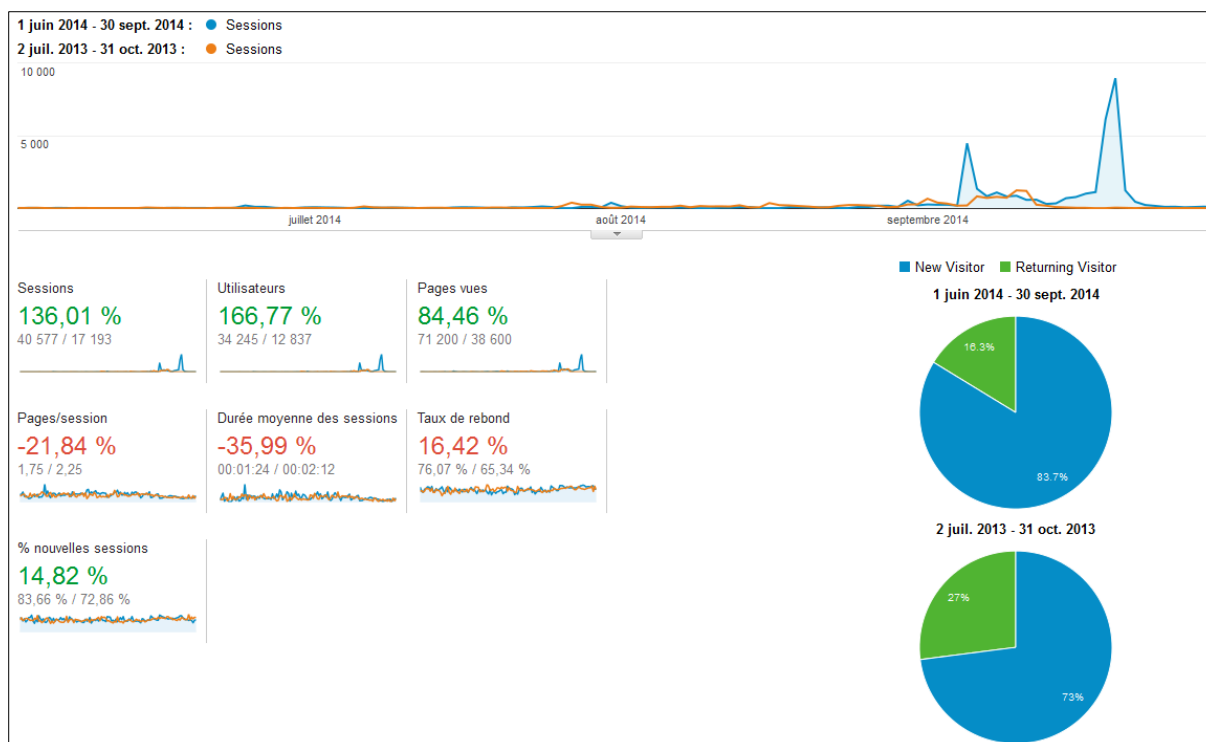 1 juin 2014 - 30 sept. 2014 : Sessions
2 juil. 2013 - 31 oct. 2013 : Sessions
10 000
5 000
juillet 2014 août 2014 septembre 2014
New Visitor Returning Visitor
1 juin 2014 - 30 sept. 2014
Sessions Utilisateurs Pages vues
136,01 % 166,77 % 84,46 %
40 577 / 17 193 34 245 / 12 837 71 200 / 38 600
16.3%
83.7%
Pages/session Durée moyenne des sessions Taux de rebond
-21,84 % -35,99 % 16,42 %
1,75 / 2,25 00:01:24 / 00:02:12 76,07 % / 65,34 %
2 juil. 2013 - 31 oct. 2013
% nouvelles sessions
14,82 %
83,66 % / 72,86 %
27%
73%